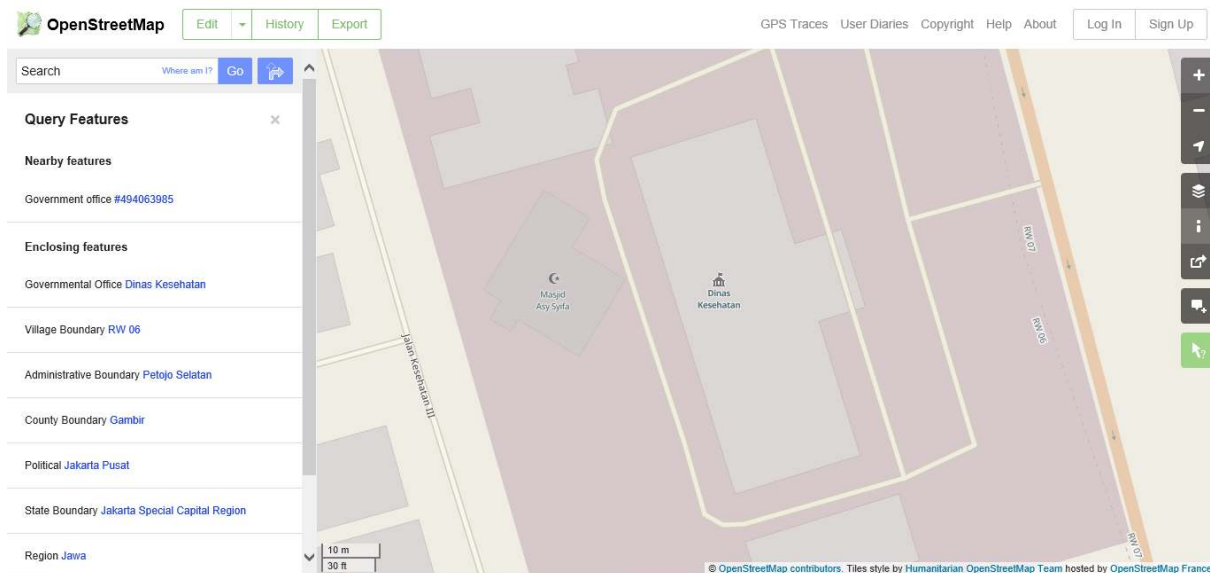 OpenStreetMap Edit History Export GPS Traces User Diaries Copyright Help About Log In Sign Up
Search Where am I? Go
Query Features
Nearby features
Government office #494063985
Enclosing features
Governmental Office Dinas Kesehatan
Village Boundary RW 06
Administrative Boundary Petojo Selatan
County Boundary Gambir
Political Jakarta Pusat
State Boundary Jakarta Special Capital Region
Region Jawa
Masjid
Asy Syifa
Dinas
Kesehatan
Jalan Kesehatan III
RW 07
RW 06
RW 07
10 m
30 ft
© OpenStreetMap contributors. Tiles style by Humanitarian OpenStreetMap Team hosted by OpenStreetMap France